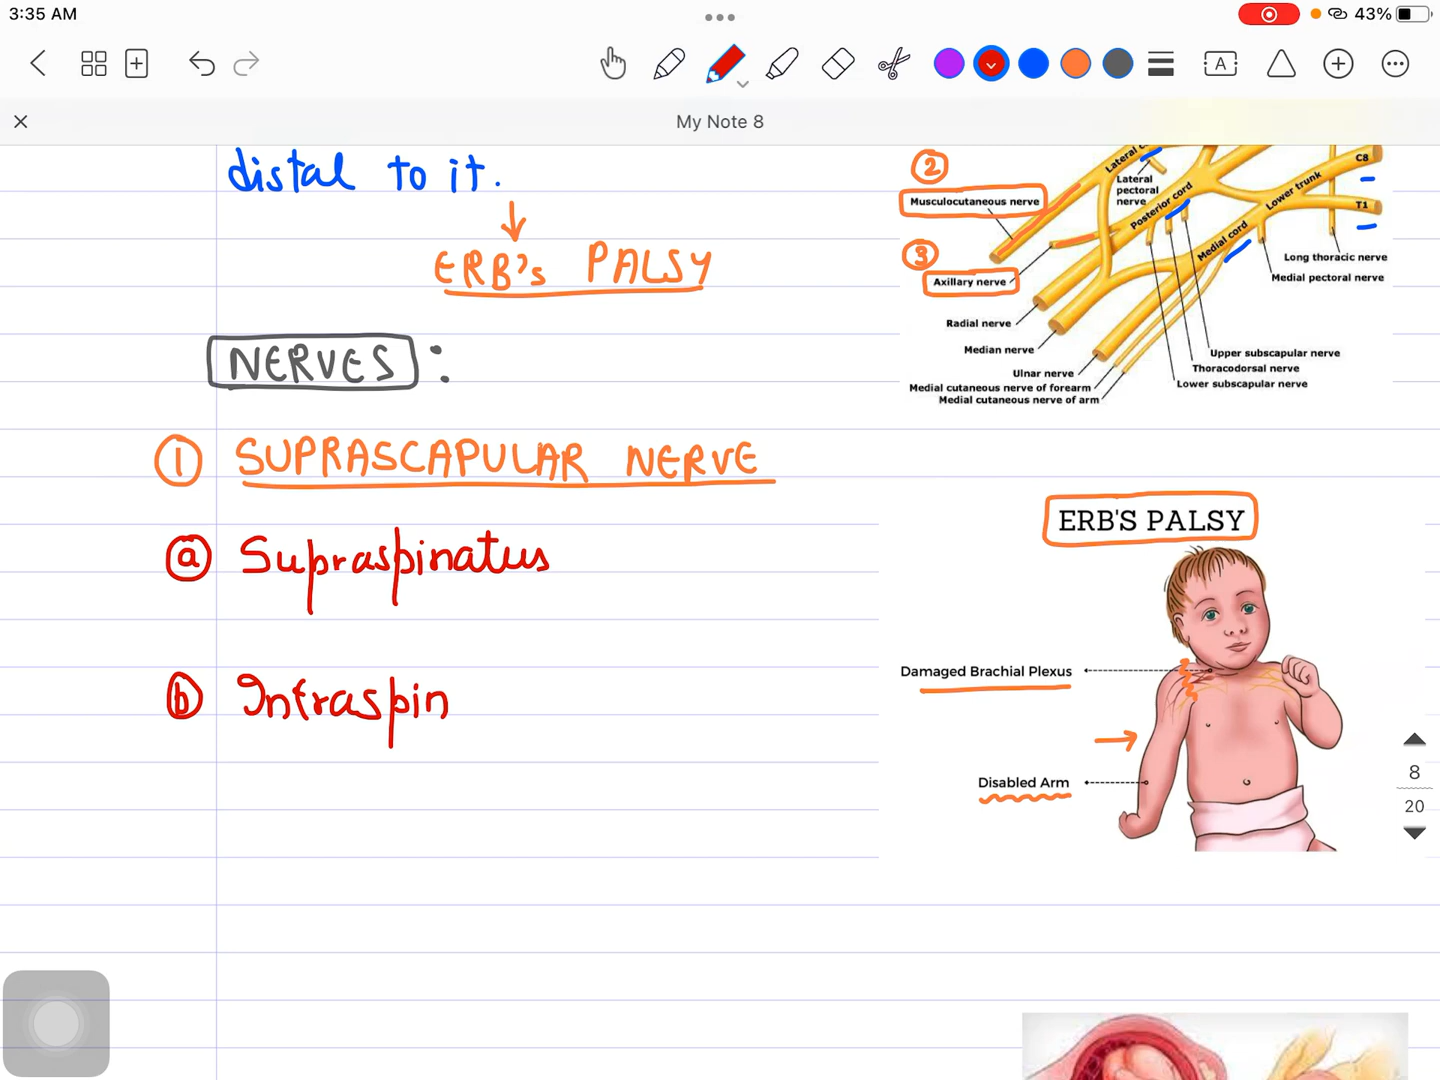 3:35 AM
43%
A
My Note 8
distal to it.
ERB's PALSY
NERVES :
① SUPRASCAPULAR NERVE
ⓐ Supraspinatus
ⓑ Infraspin
②
Lateral
Lateral pectoral nerve
Musculocutaneous nerve
Posterior cord
Lower trunk
C8
T1
③
Medial cord
Axillary nerve
Long thoracic nerve
Medial pectoral nerve
Radial nerve
Median nerve
Upper subscapular nerve
Ulnar nerve
Thoracodorsal nerve
Medial cutaneous nerve of forearm
Lower subscapular nerve
Medial cutaneous nerve of arm
ERB'S PALSY
Damaged Brachial Plexus
Disabled Arm
8
20